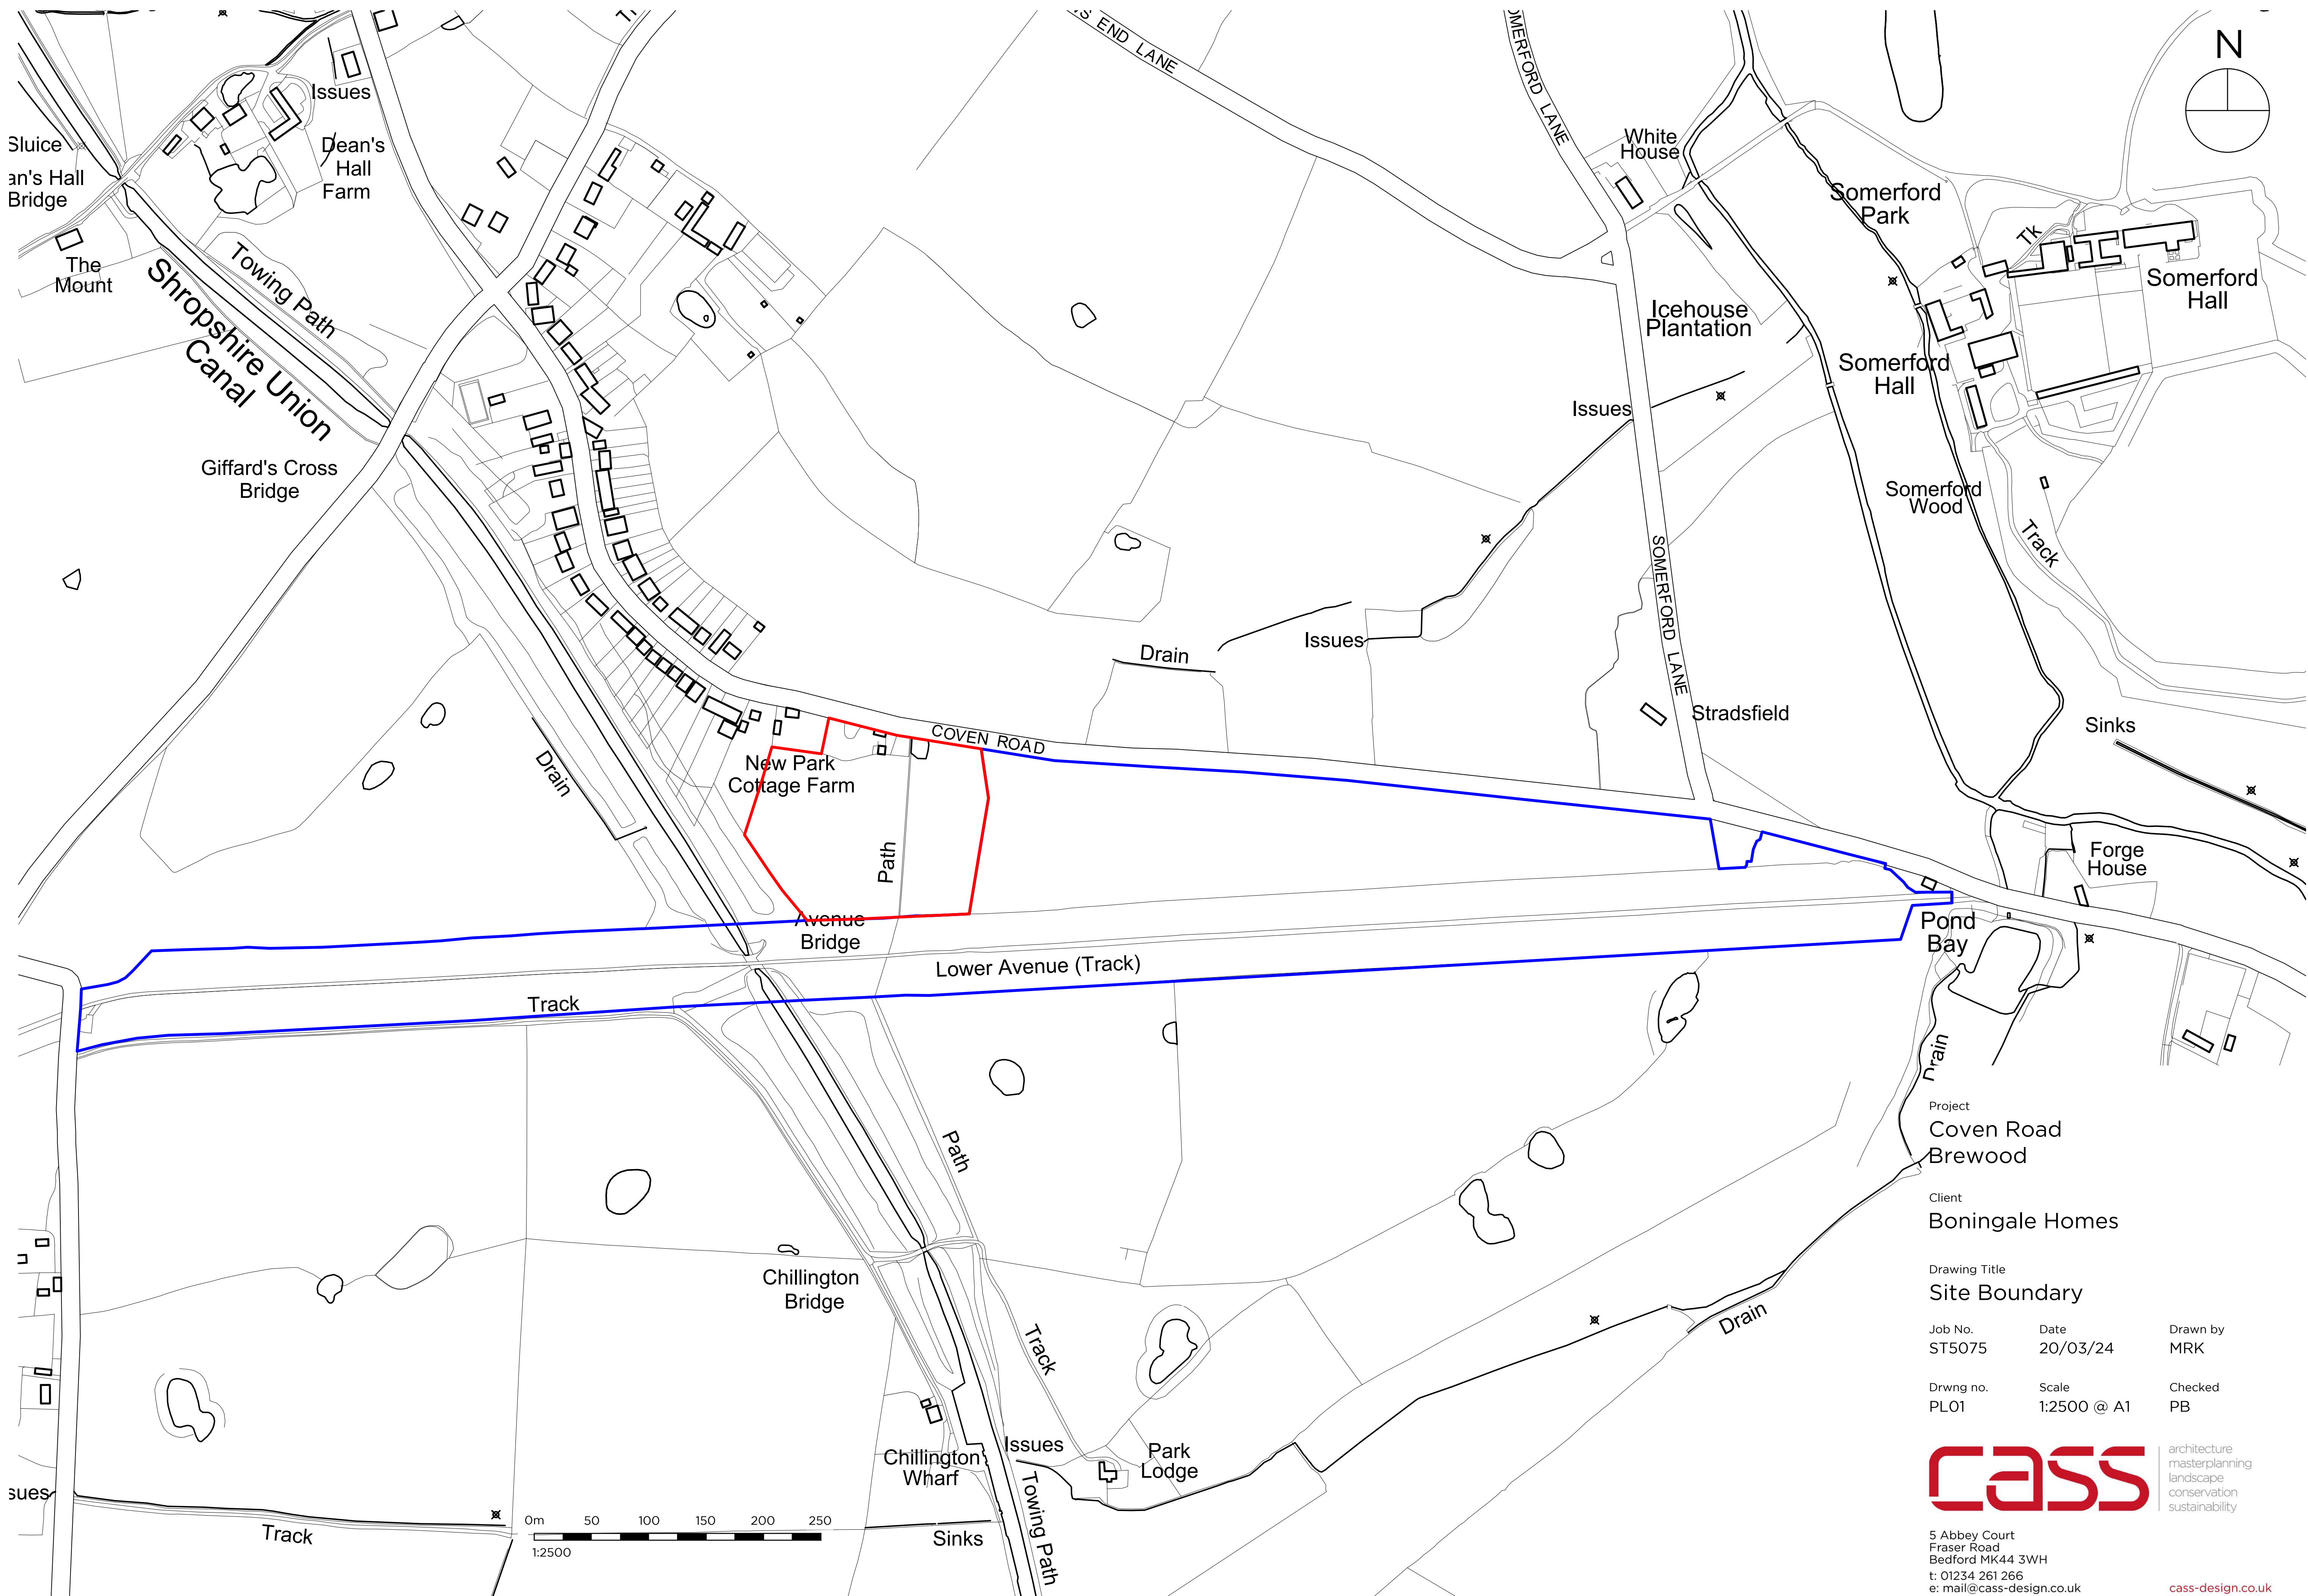 S END LANE
OMERFORD LANE
N
Issues
Sluice
Dean's
Hall
Farm
an's Hall
Bridge
White
House
Somerford
Park
The
Mount
Towing Path
Shropshire Union
Canal
Tk
Somerford
Hall
Icehouse
Plantation
Somerford
Hall
Issues
Giffard's Cross
Bridge
Somerford
Wood
Track
SOMERFORD LANE
Issues
Drain
Stradsfield
Sinks
COVEN ROAD
New Park
Cottage Farm
Drain
Path
Forge
House
Avenue
Bridge
Pond
Bay
Lower Avenue (Track)
Track
Drain
Path
Chillington
Bridge
Track
Drain
Chillington
Wharf
Issues
Park
Lodge
sues
Track
Towing Path
Sinks
0m 50 100 150 200 250
1:2500
Project
Coven Road
Brewood
Client
Boningale Homes
Drawing Title
Site Boundary
Job No. Date Drawn by
ST5075 20/03/24 MRK
Drwng no. Scale Checked
PL01 1:2500 @ A1 PB
cass
architecture
masterplanning
landscape
conservation
sustainability
5 Abbey Court
Fraser Road
Bedford MK44 3WH
t: 01234 261 266
e: mail@cass-design.co.uk cass-design.co.uk